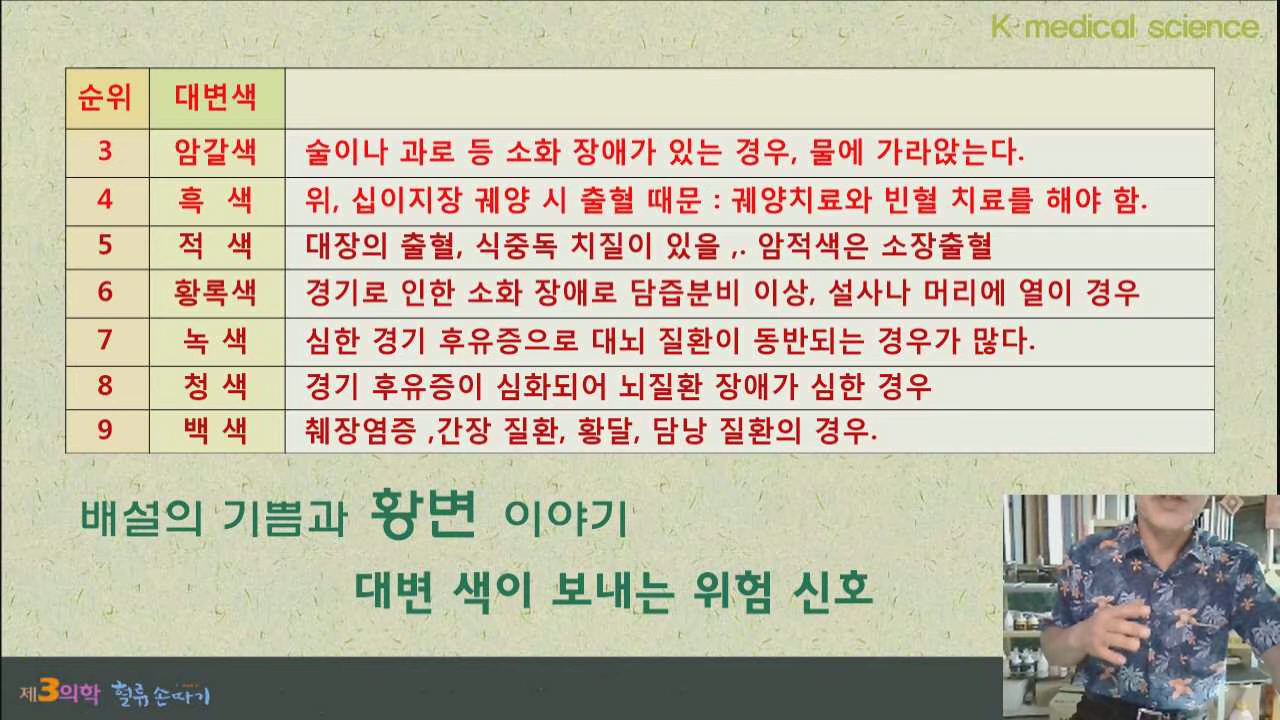 K medical science
순위 대변색
3 암갈색 술이나 과로 등 소화 장애가 있는 경우, 물에 가라앉는다.
4 흑 색 위, 십이지장 궤양 시 출혈 때문 : 궤양치료와 빈혈 치료를 해야 함.
5 적 색 대장의 출혈, 식중독 치질이 있을 ,. 암적색은 소장출혈
6 황록색 경기로 인한 소화 장애로 담즙분비 이상, 설사나 머리에 열이 경우
7 녹 색 심한 경기 후유증으로 대뇌 질환이 동반되는 경우가 많다.
8 청 색 경기 후유증이 심화되어 뇌질환 장애가 심한 경우
9 백 색 췌장염증 ,간장 질환, 황달, 담낭 질환의 경우.
배설의 기쁨과 황변 이야기
대변 색이 보내는 위험 신호
제3의학 혈류 손따기